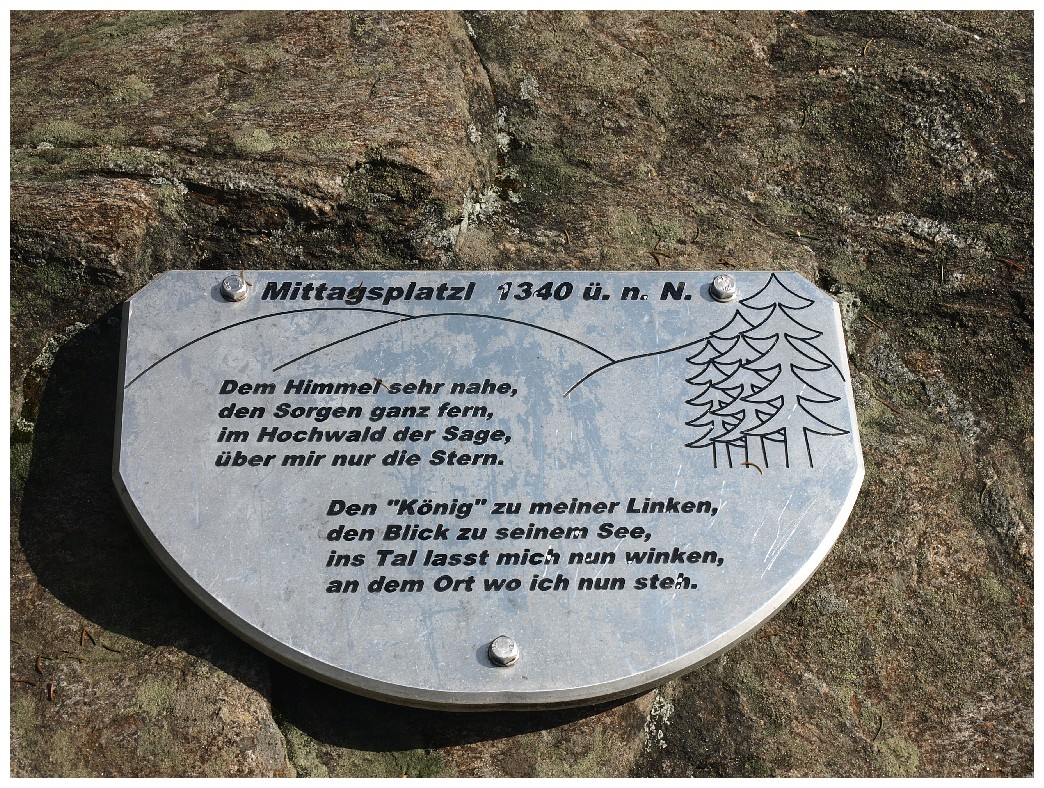 Mittagsplatzl 1340 ü. n. N.
Dem Himmel sehr nahe,
den Sorgen ganz fern,
im Hochwald der Sage,
über mir nur die Stern.
Den "König" zu meiner Linken,
den Blick zu seinem See,
ins Tal lasst mich nun winken,
an dem Ort wo ich nun steh.